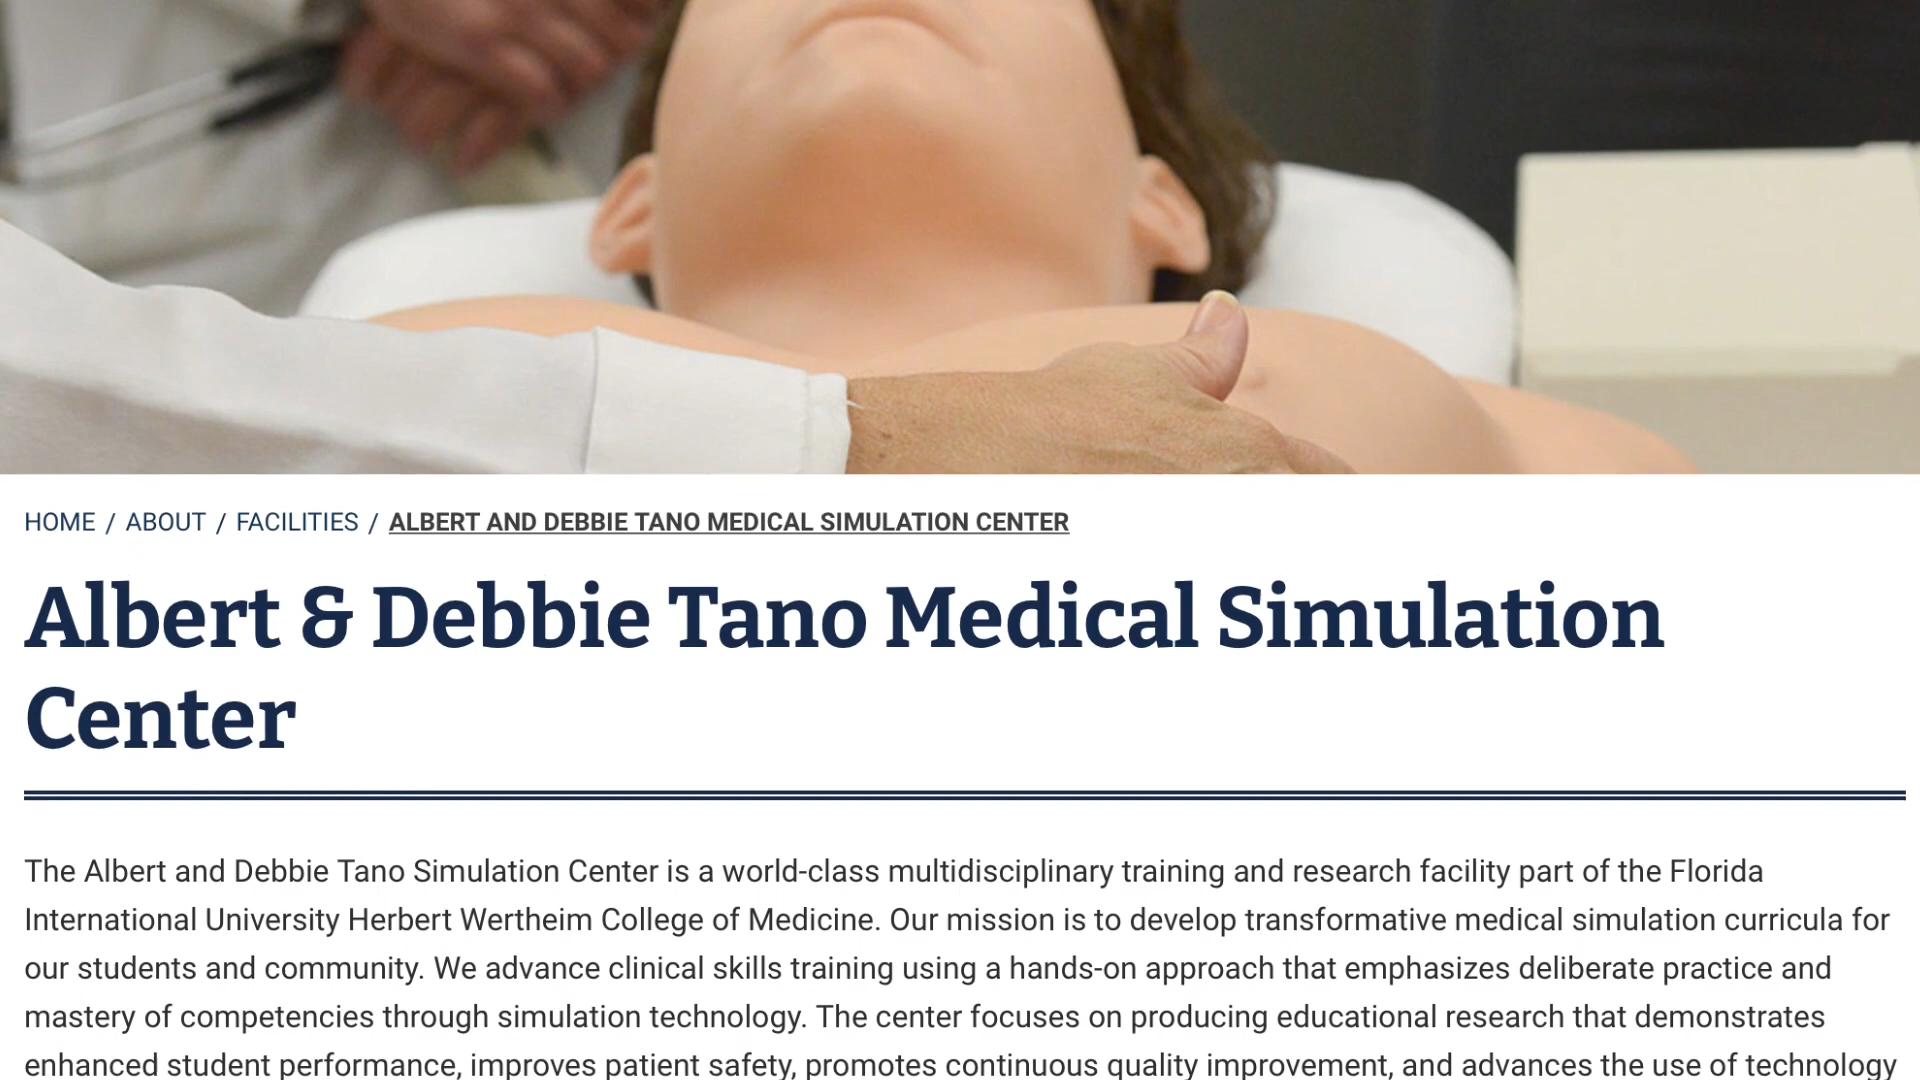 HOME / ABOUT / FACILITIES / ALBERT AND DEBBIE TANO MEDICAL SIMULATION CENTER
Albert & Debbie Tano Medical Simulation
Center
The Albert and Debbie Tano Simulation Center is a world-class multidisciplinary training and research facility part of the Florida
International University Herbert Wertheim College of Medicine. Our mission is to develop transformative medical simulation curricula for
our students and community. We advance clinical skills training using a hands-on approach that emphasizes deliberate practice and
mastery of competencies through simulation technology. The center focuses on producing educational research that demonstrates
enhanced student performance, improves patient safety, promotes continuous quality improvement, and advances the use of technology